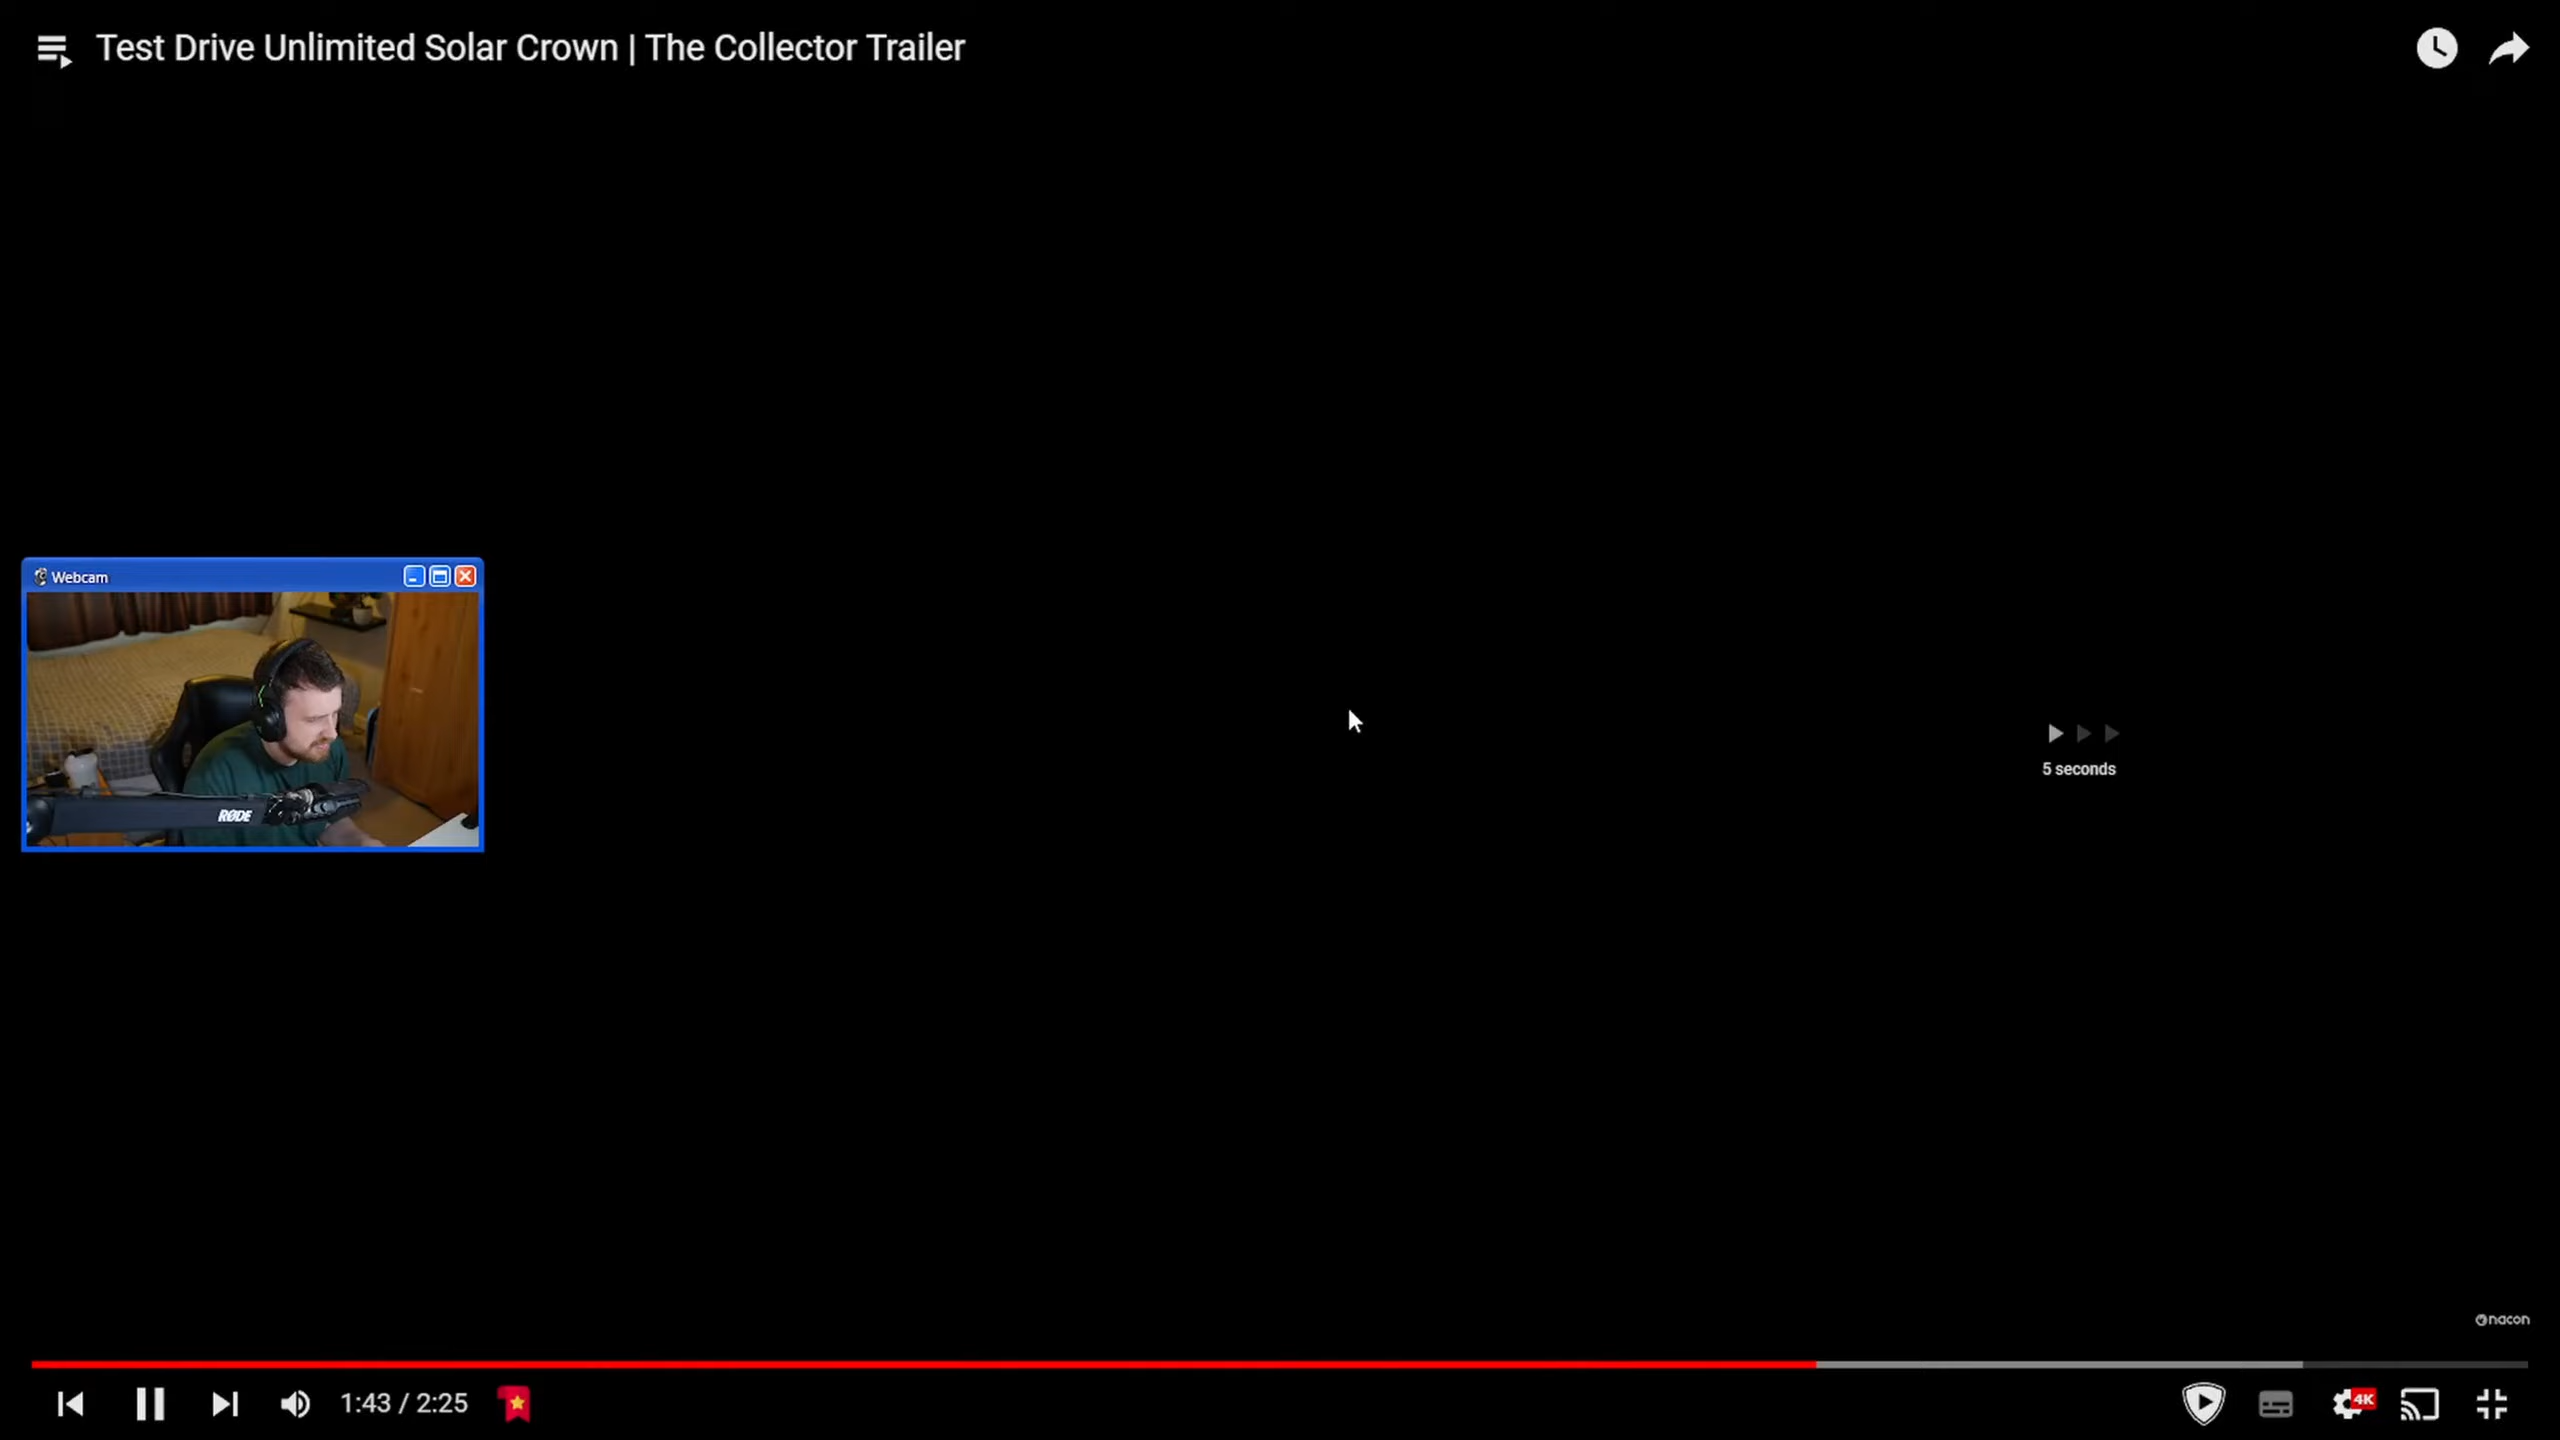 Test Drive Unlimited Solar Crown | The Collector Trailer
Webcam
RØDE
5 seconds
nacon
1:43 / 2:25
4K